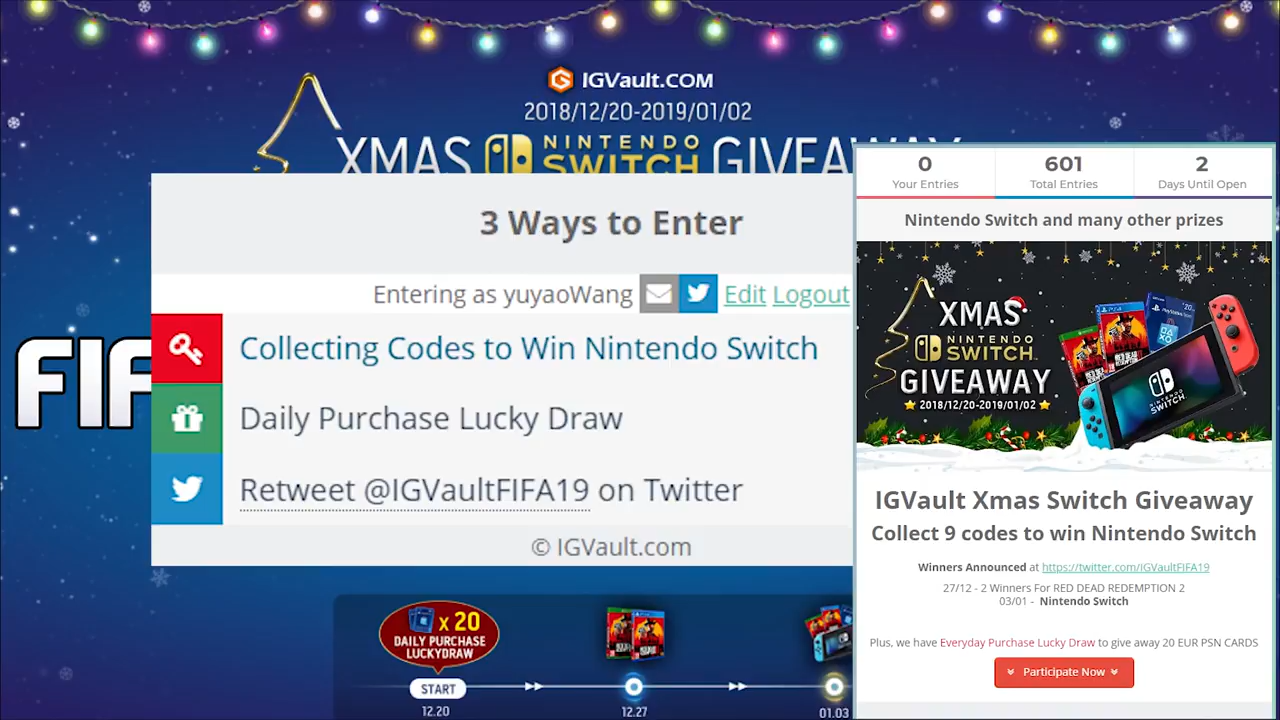 IGVault.COM
2018/12/20-2019/01/02
XMAS NINTENDO SWITCH GIVEAWAY
FIF
3 Ways to Enter
Entering as yuyaoWang Edit Logout
Collecting Codes to Win Nintendo Switch
Daily Purchase Lucky Draw
Retweet @IGVaultFIFA19 on Twitter
© IGVault.com
x 20
DAILY PURCHASE
LUCKYDRAW
START
12.20
12.27
01.03
0 601 2
Your Entries Total Entries Days Until Open
Nintendo Switch and many other prizes
XMAS
NINTENDO
SWITCH
GIVEAWAY
2018/12/20-2019/01/02
NINTENDO
SWITCH
IGVault Xmas Switch Giveaway
Collect 9 codes to win Nintendo Switch
Winners Announced at https://twitter.com/IGVaultFIFA19
27/12 - 2 Winners For RED DEAD REDEMPTION 2
03/01 - Nintendo Switch
Plus, we have Everyday Purchase Lucky Draw to give away 20 EUR PSN CARDS
Participate Now